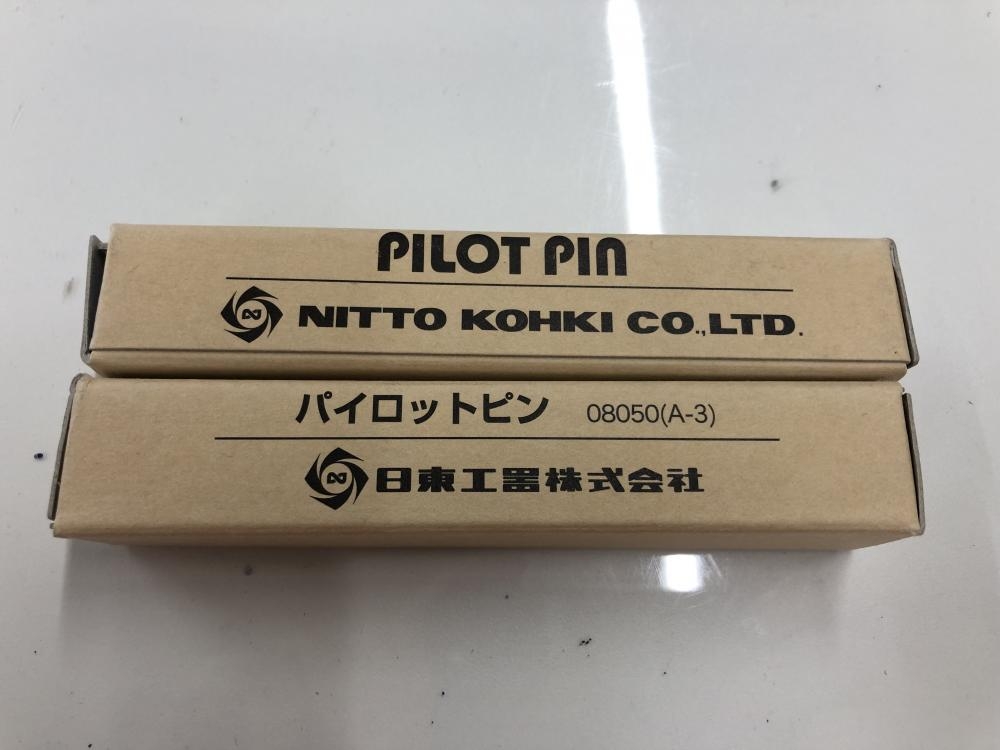 PILOT PIN
NITTO KOHKI CO.,LTD.
パイロットピン 08050(A-3)
日東工器株式会社